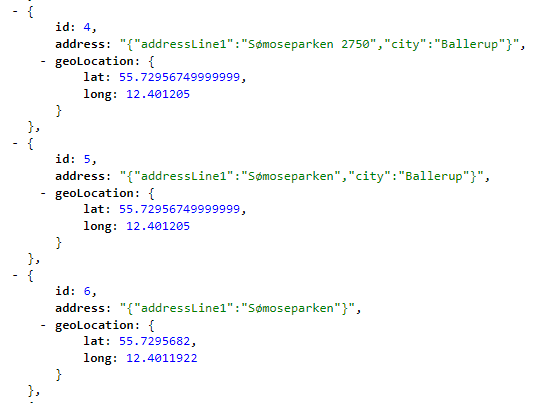 - {
id: 4,
address: "{"addressLine1":"Sømoseparken 2750","city":"Ballerup"}",
- geoLocation: {
lat: 55.72956749999999,
long: 12.401205
}
},
- {
id: 5,
address: "{"addressLine1":"Sømoseparken","city":"Ballerup"}",
- geoLocation: {
lat: 55.72956749999999,
long: 12.401205
}
},
- {
id: 6,
address: "{"addressLine1":"Sømoseparken"}",
- geoLocation: {
lat: 55.7295682,
long: 12.4011922
}
},